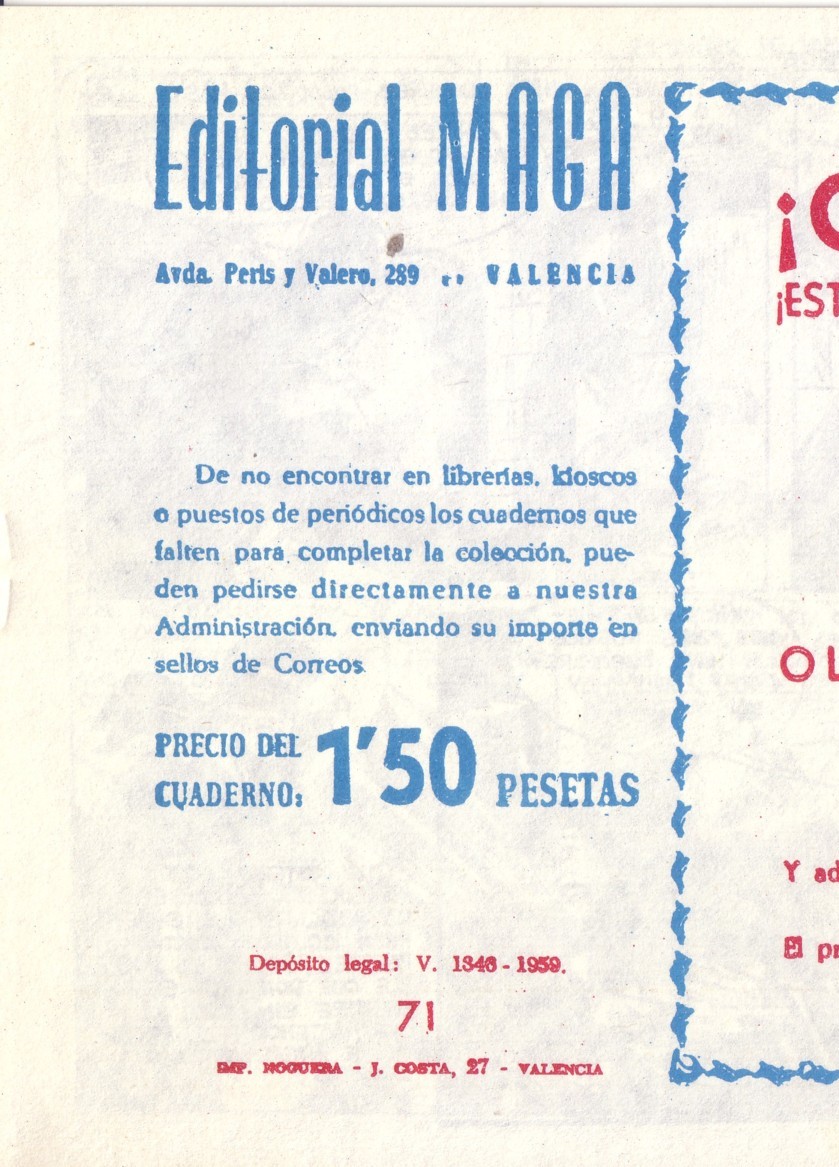 Editorial MAGA
Avda. Peris y Valero, 289 .. VALENCIA
De no encontrar en librerías, kioscos
o puestos de periódicos los cuadernos que
falten para completar la colección, pue-
den pedirse directamente a nuestra
Administración, enviando su importe en
sellos de Correos
PRECIO DEL
CUADERNO: 1'50 PESETAS
Depósito legal: V. 1346 - 1959.
71
IMP. NOGUERA - J. COSTA, 27 - VALENCIA
¡EST
OL
Y ad
El pr